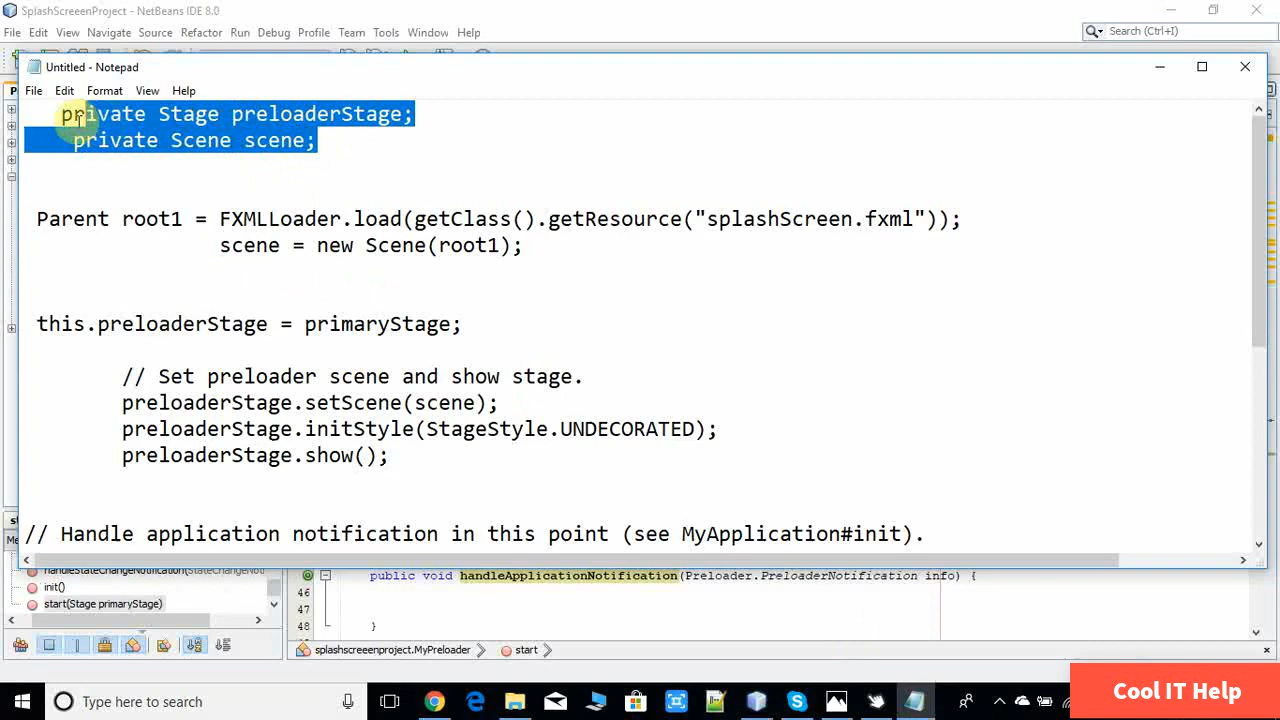 SplashScreeenProject - NetBeans IDE 8.0
File Edit View Navigate Source Refactor Run Debug Profile Team Tools Window Help
Search (Ctrl+I)
Untitled - Notepad
File Edit Format View Help
private Stage preloaderStage;
private Scene scene;
Parent root1 = FXMLLoader.load(getClass().getResource("splashScreen.fxml"));
scene = new Scene(root1);
this.preloaderStage = primaryStage;
// Set preloader scene and show stage.
preloaderStage.setScene(scene);
preloaderStage.initStyle(StageStyle.UNDECORATED);
preloaderStage.show();
// Handle application notification in this point (see MyApplication#init).
handleStateChangeNotification(StateChangeNoti
public void handleApplicationNotification(Preloader.PreloaderNotification info) {
init()
46
start(Stage primaryStage)
47
48 }
splashscreeenproject.MyPreloader start
Cool IT Help
Type here to search